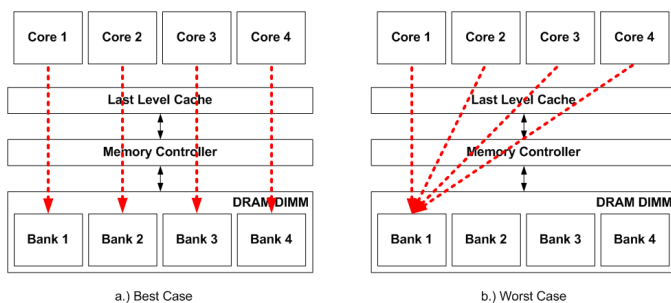 Core 1 Core 2 Core 3 Core 4
Last Level Cache
Memory Controller
DRAM DIMM
Bank 1 Bank 2 Bank 3 Bank 4
a.) Best Case
Core 1 Core 2 Core 3 Core 4
Last Level Cache
Memory Controller
DRAM DIMM
Bank 1 Bank 2 Bank 3 Bank 4
b.) Worst Case